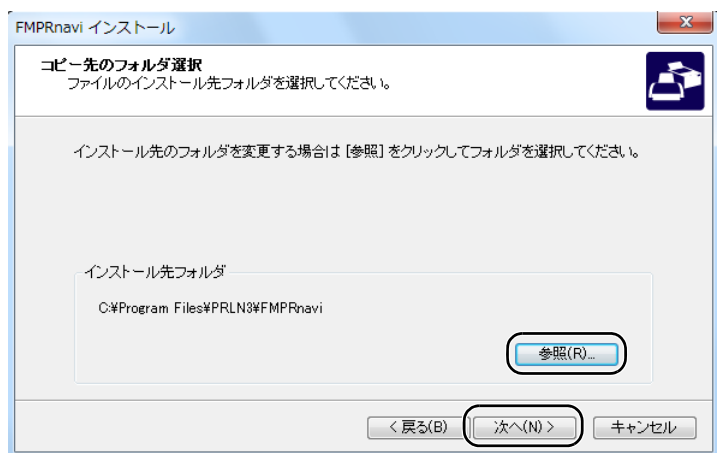 FMPRnavi インストール
コピー先のフォルダ選択
ファイルのインストール先フォルダを選択してください。
インストール先のフォルダを変更する場合は [参照] をクリックしてフォルダを選択してください。
インストール先フォルダ
C:¥Program Files¥PRLN3¥FMPRnavi
参照(R)...
< 戻る(B)
次へ(N) >
キャンセル